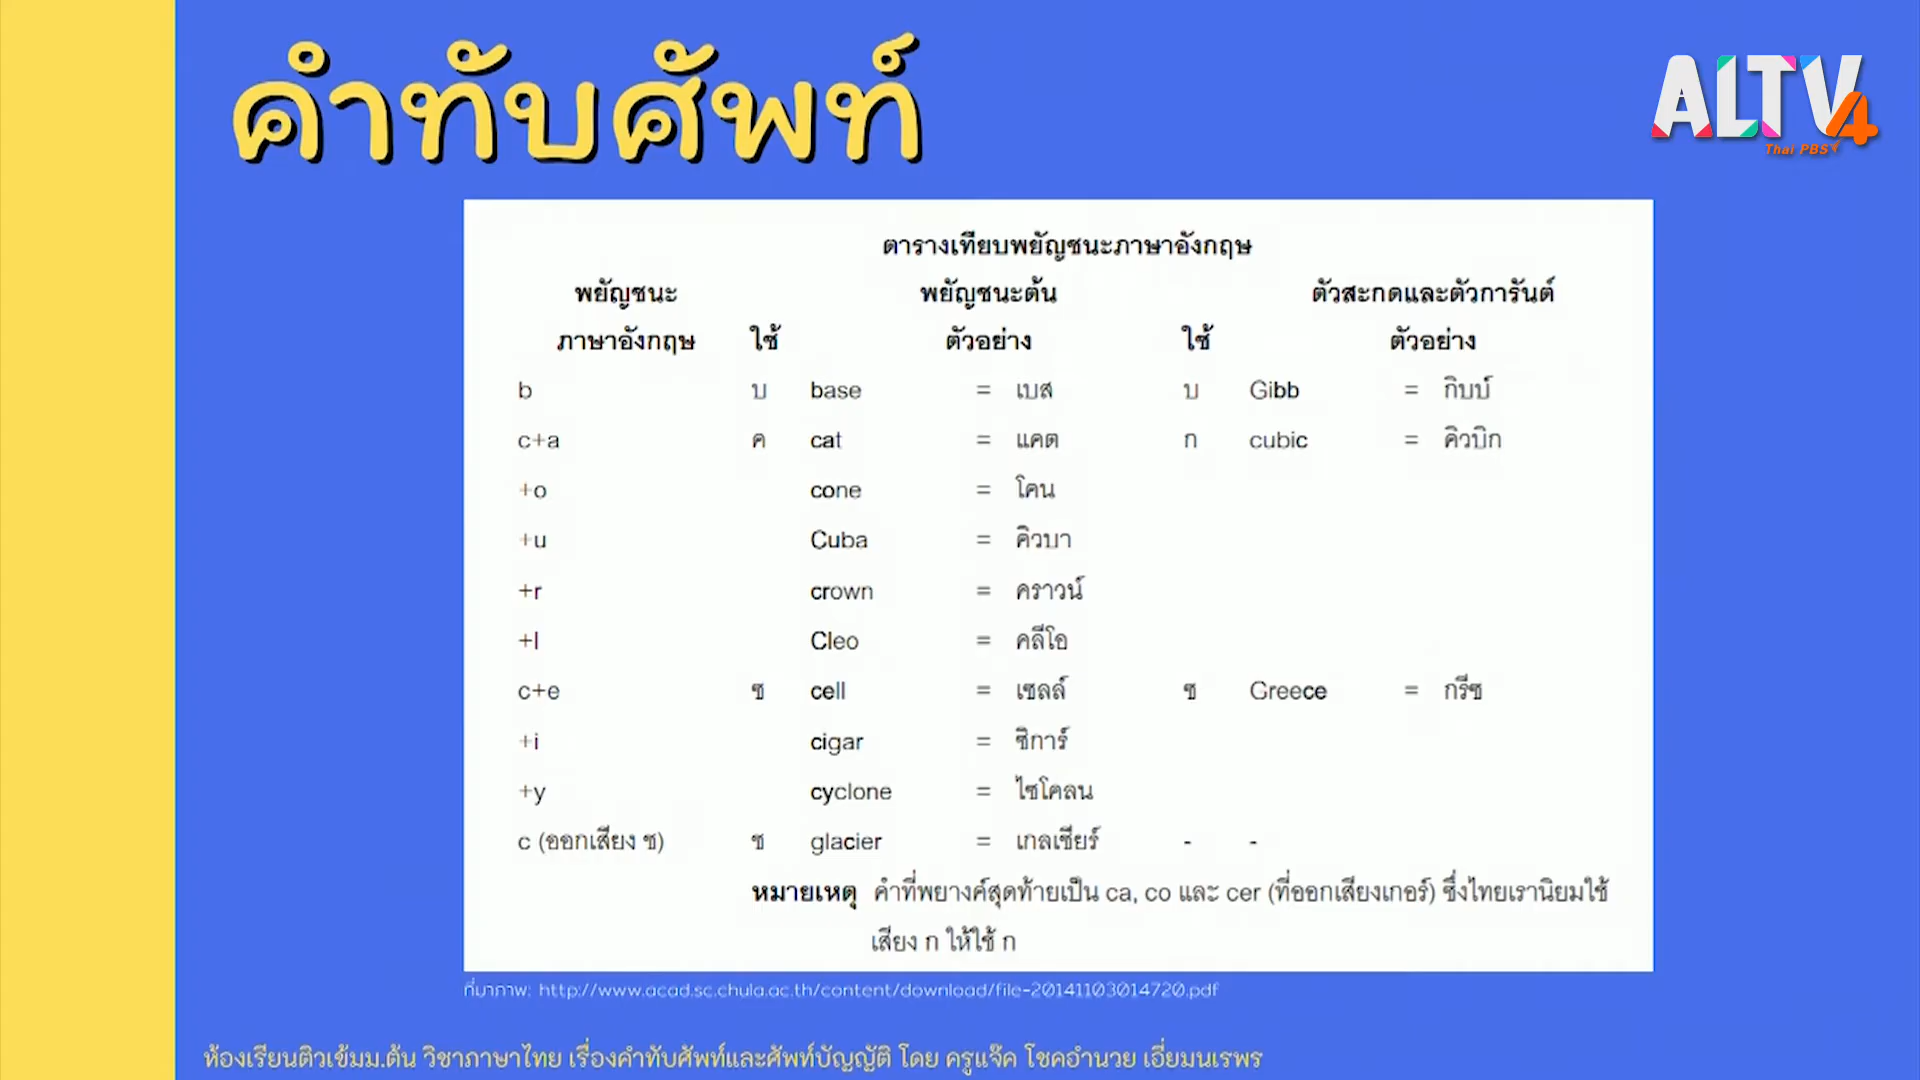 คำทับศัพท์
ALTV4
Thai PBS
ตารางเทียบพยัญชนะภาษาอังกฤษ
พยัญชนะ พยัญชนะต้น ตัวสะกดและตัวการันต์
ภาษาอังกฤษ ใช้ ตัวอย่าง ใช้ ตัวอย่าง
b บ base = เบส บ Gibb = กิบบ์
c+a ค cat = แคต ก cubic = คิวบิก
+o cone = โคน
+u Cuba = คิวบา
+r crown = คราวน์
+l Cleo = คลีโอ
c+e ซ cell = เซลล์ ซ Greece = กรีซ
+i cigar = ซิการ์
+y cyclone = ไซโคลน
c (ออกเสียง ช) ช glacier = เกลเชียร์ - -
หมายเหตุ คำที่พยางค์สุดท้ายเป็น ca, co และ cer (ที่ออกเสียงเกอร์) ซึ่งไทยเรานิยมใช้
เสียง ก ให้ใช้ ก
ที่มาภาพ: http://www.acad.sc.chula.ac.th/content/download/file-20141103014720.pdf
ห้องเรียนติวเข้มม.ต้น วิชาภาษาไทย เรื่องคำทับศัพท์และศัพท์บัญญัติ โดย ครูแจ๊ค โชคอำนวย เอี่ยมนเรพร